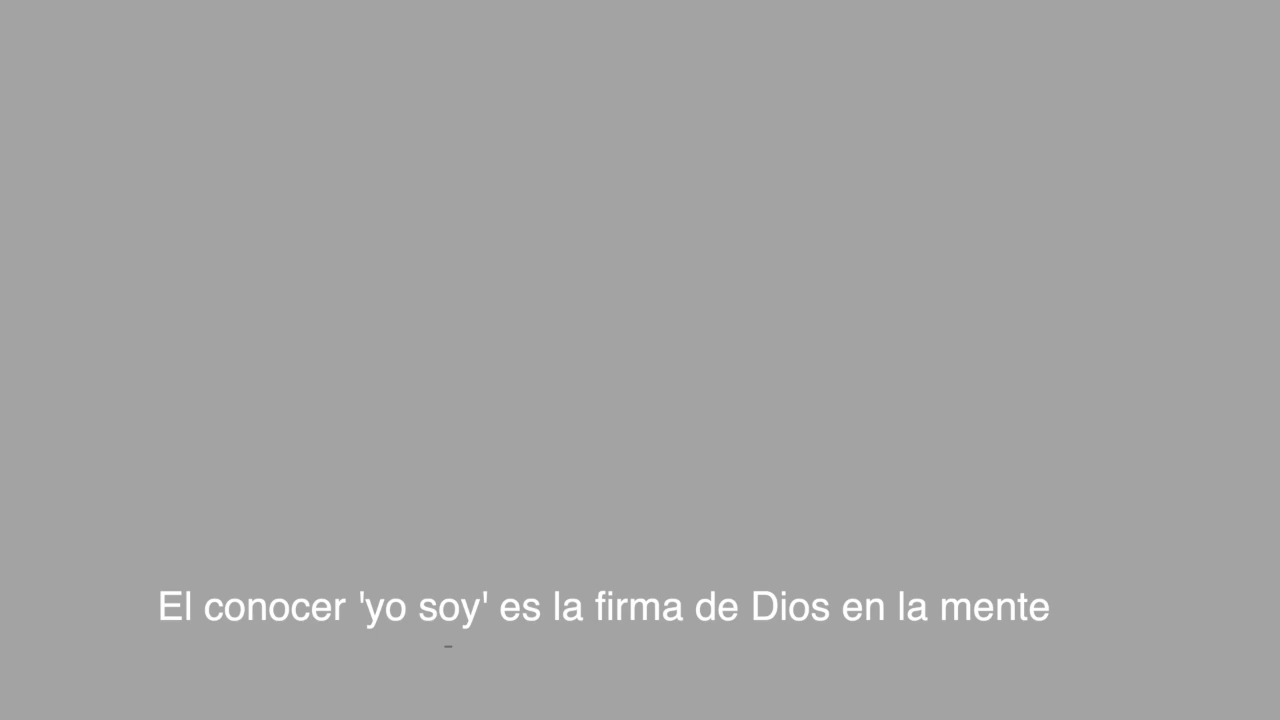 El conocer 'yo soy' es la firma de Dios en la mente
-